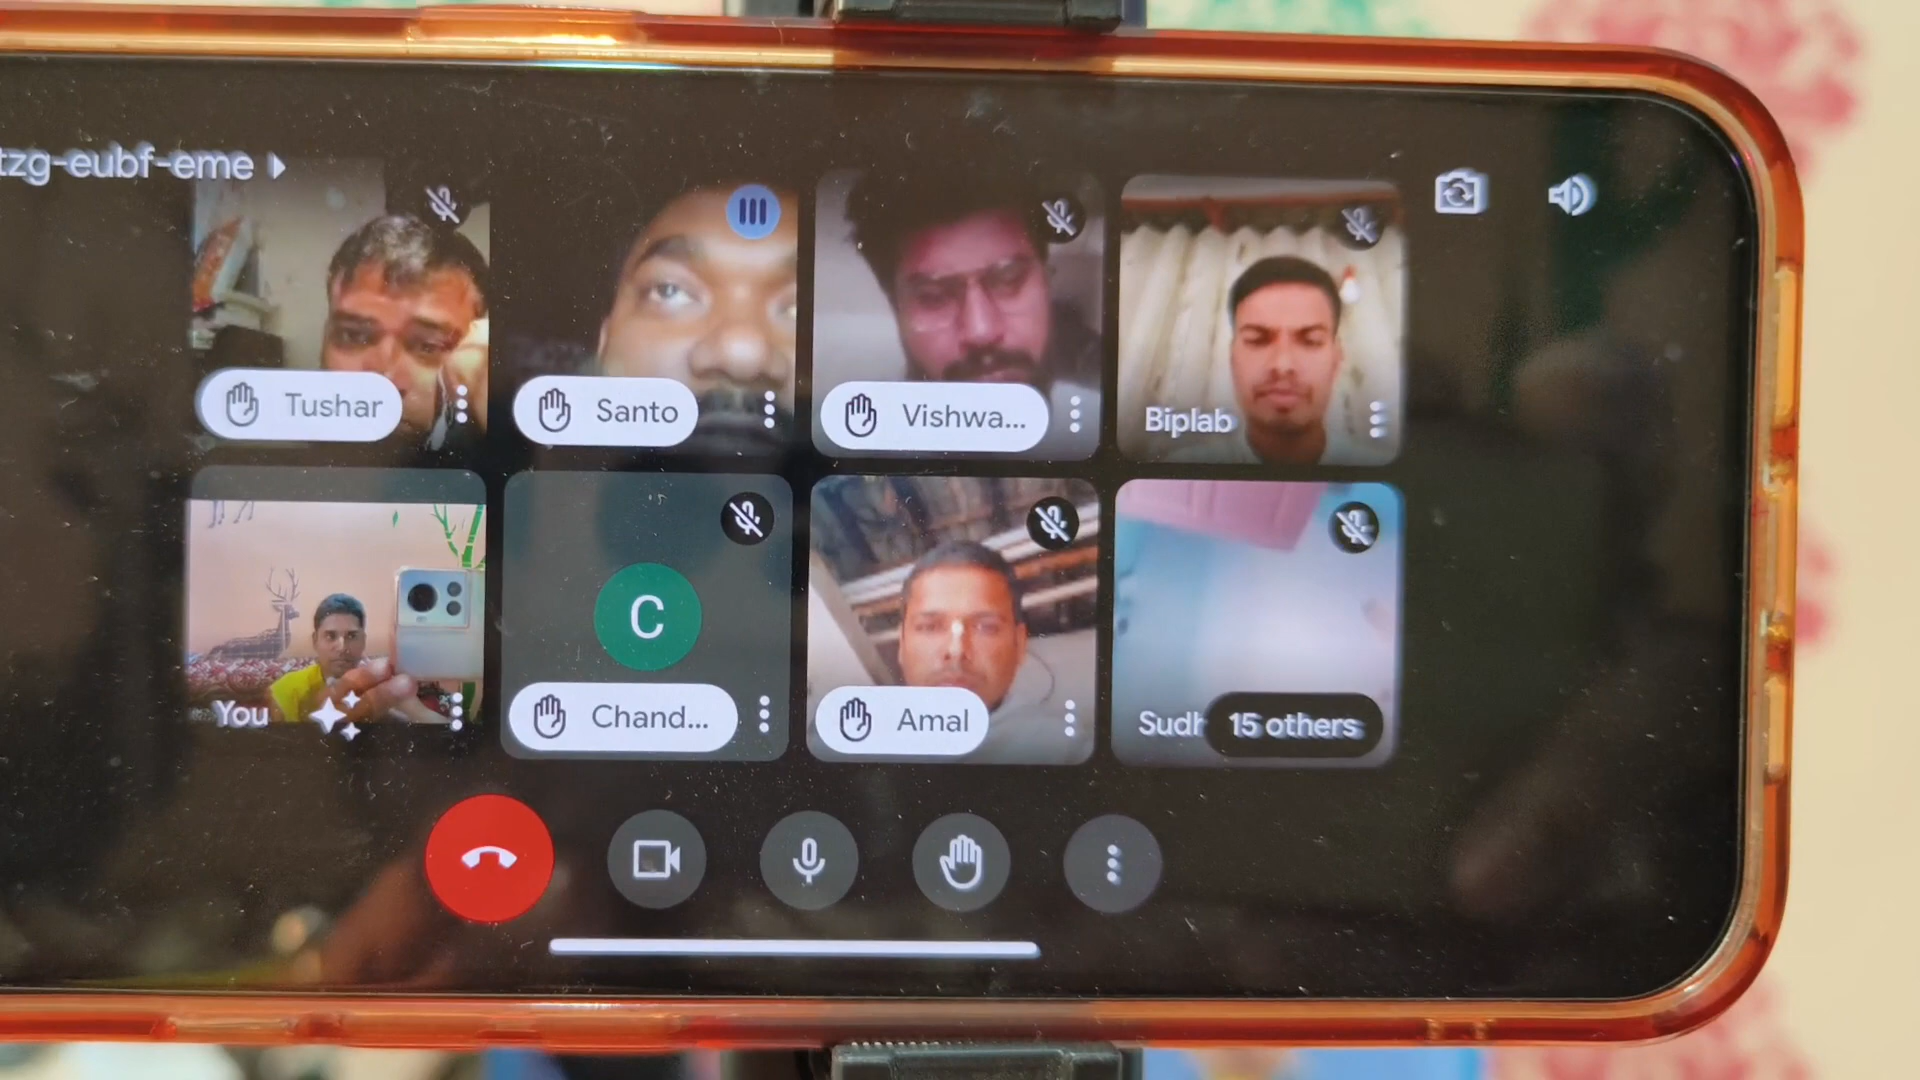 tzg-eubf-eme
Tushar
Santo
Vishwa...
Biplab
You
C
Chand...
Amal
Sudh
15 others